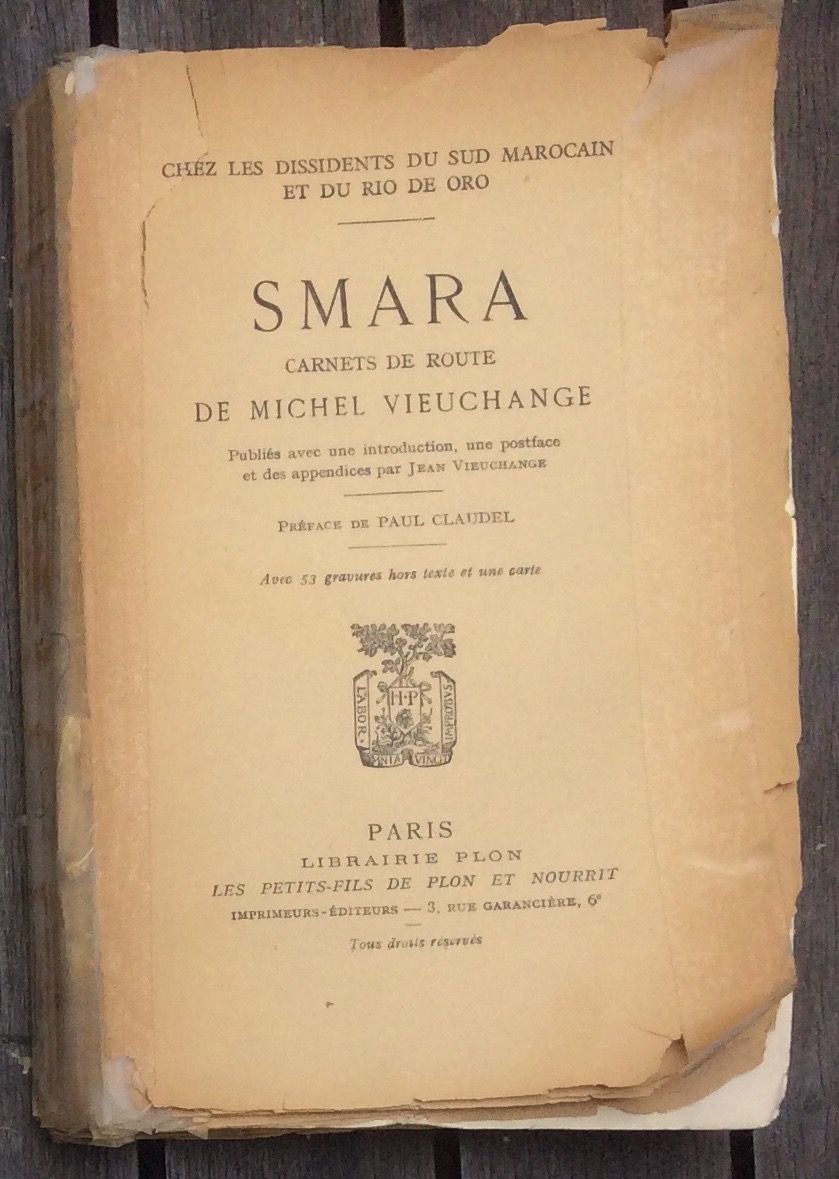 CHEZ LES DISSIDENTS DU SUD MAROCAIN
ET DU RIO DE ORO
SMARA
CARNETS DE ROUTE
DE MICHEL VIEUCHANGE
Publiés avec une introduction, une postface
et des appendices par JEAN VIEUCHANGE
PRÉFACE DE PAUL CLAUDEL
Avec 53 gravures hors texte et une carte
H·P
LABOR
OMNIA VINCIT
IMPROBUS
PARIS
LIBRAIRIE PLON
LES PETITS-FILS DE PLON ET NOURRIT
IMPRIMEURS-ÉDITEURS — 3, RUE GARANCIÈRE, 6e
Tous droits réservés